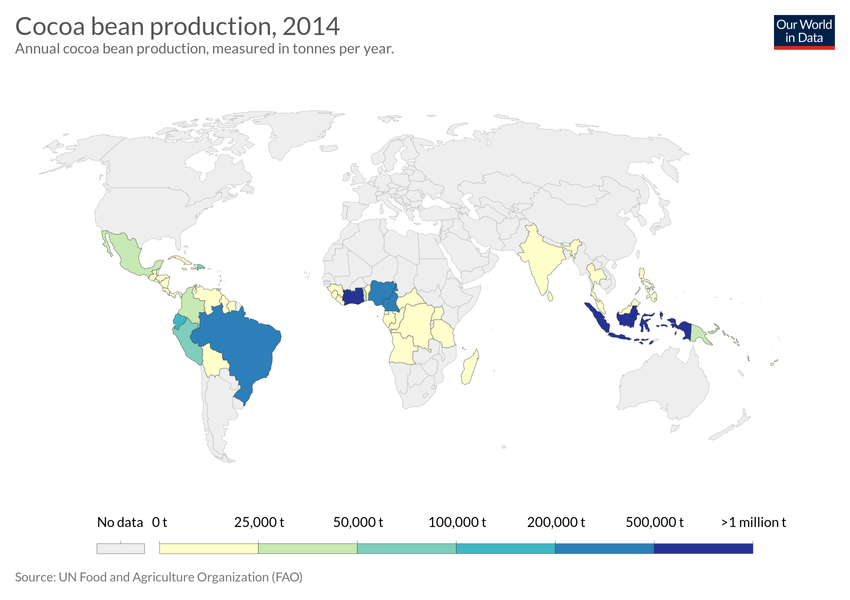 Cocoa bean production, 2014
Annual cocoa bean production, measured in tonnes per year.
Our World
in Data
No data 0 t 25,000 t 50,000 t 100,000 t 200,000 t 500,000 t >1 million t
Source: UN Food and Agriculture Organization (FAO)